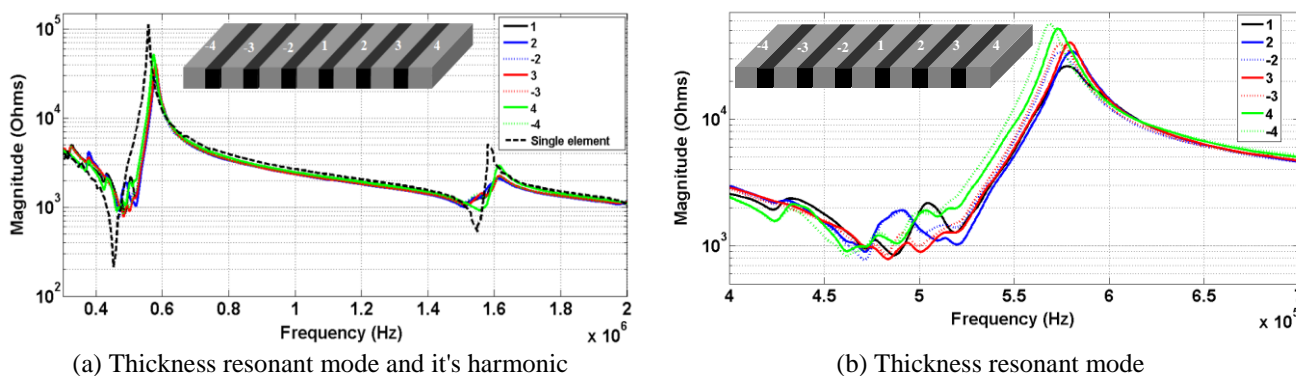 10^5
10^4
10^3
10^2
Magnitude (Ohms)
-4 -3 -2 1 2 3 4
1
2
-2
3
-3
4
-4
Single element
0.4 0.6 0.8 1 1.2 1.4 1.6 1.8 2
Frequency (Hz)
x 10^6
(a) Thickness resonant mode and it's harmonic
10^4
10^3
Magnitude (Ohms)
-4 -3 -2 1 2 3 4
1
2
-2
3
-3
4
-4
4 4.5 5 5.5 6 6.5
Frequency (Hz)
x 10^5
(b) Thickness resonant mode